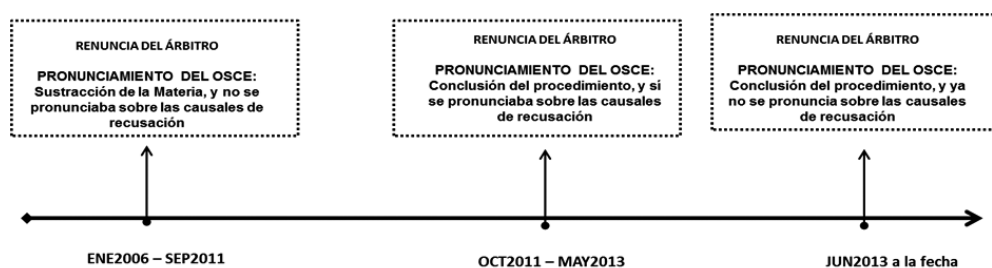 RENUNCIA DEL ÁRBITRO
PRONUNCIAMIENTO DEL OSCE:
Sustracción de la Materia, y no se
pronunciaba sobre las causales de
recusación
RENUNCIA DEL ÁRBITRO
PRONUNCIAMIENTO DEL OSCE:
Conclusión del procedimiento, y si
se pronunciaba sobre las causales
de recusación
RENUNCIA DEL ÁRBITRO
PRONUNCIAMIENTO DEL OSCE:
Conclusión del procedimiento, y ya
no se pronuncia sobre las causales
de recusación
ENE2006 – SEP2011
OCT2011 – MAY2013
JUN2013 a la fecha